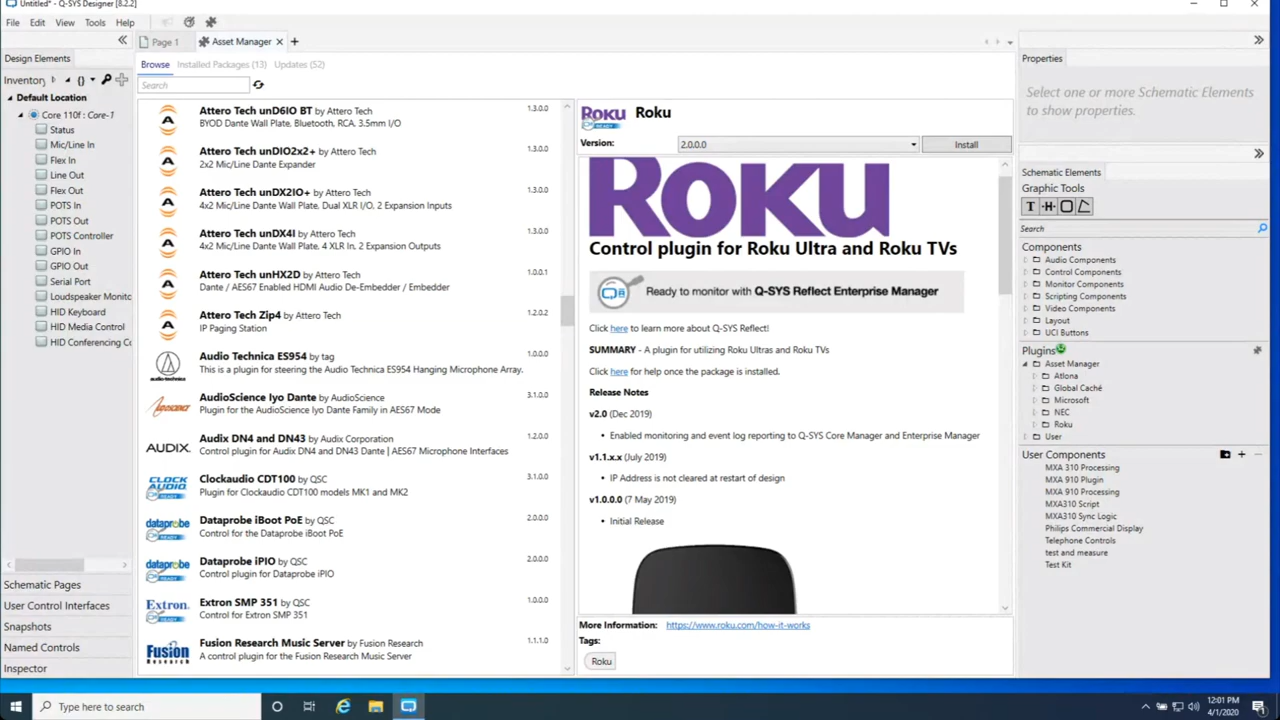 Untitled* - Q-SYS Designer [8.2.2]
File Edit View Tools Help
Design Elements
Inventory
Default Location
Core 110f : Core-1
Status
Mic/Line In
Flex In
Line Out
Flex Out
POTS In
POTS Out
POTS Controller
GPIO In
GPIO Out
Serial Port
Loudspeaker Monitc
HID Keyboard
HID Media Control
HID Conferencing Cc
Schematic Pages
User Control Interfaces
Snapshots
Named Controls
Inspector
Page 1
Asset Manager
Browse Installed Packages (13) Updates (52)
Search
Attero Tech unD6IO BT by Attero Tech 1.3.0.0
BYOD Dante Wall Plate, Bluetooth, RCA, 3.5mm I/O
Attero Tech unDIO2x2+ by Attero Tech 1.3.0.0
2x2 Mic/Line Dante Expander
Attero Tech unDX2IO+ by Attero Tech 1.3.0.0
4x2 Mic/Line Dante Wall Plate, Dual XLR I/O, 2 Expansion Inputs
Attero Tech unDX4I by Attero Tech 1.3.0.0
4x2 Mic/Line Dante Wall Plate, 4 XLR In, 2 Expansion Outputs
Attero Tech unHX2D by Attero Tech 1.0.0.1
Dante / AES67 Enabled HDMI Audio De-Embedder / Embedder
Attero Tech Zip4 by Attero Tech 1.2.0.2
IP Paging Station
audio-technica
Audio Technica ES954 by tag 1.0.0.0
This is a plugin for steering the Audio Technica ES954 Hanging Microphone Array.
AudioScience Iyo Dante by AudioScience 3.1.0.0
Plugin for the AudioScience Iyo Dante Family in AES67 Mode
AUDIX.
Audix DN4 and DN43 by Audix Corporation 1.2.0.0
Control plugin for Audix DN4 and DN43 Dante | AES67 Microphone Interfaces
CLOCK AUDIO
Clockaudio CDT100 by QSC 3.1.0.0
Plugin for Clockaudio CDT100 models MK1 and MK2
dataprobe
Dataprobe iBoot PoE by QSC 2.0.0.0
Control for the Dataprobe iBoot PoE
dataprobe
Dataprobe iPIO by QSC 2.0.0.0
Control plugin for Dataprobe iPIO
Extron.
Extron SMP 351 by QSC 1.0.0.0
Control for Extron SMP 351
Fusion Research
Fusion Research Music Server by Fusion Research 1.1.1.0
A control plugin for the Fusion Research Music Server
ROKU
READY
Roku
Version: 2.0.0.0 Install
ROKU
Control plugin for Roku Ultra and Roku TVs
Ready to monitor with Q-SYS Reflect Enterprise Manager
Click here to learn more about Q-SYS Reflect!
SUMMARY - A plugin for utilizing Roku Ultras and Roku TVs
Click here for help once the package is installed.
Release Notes
v2.0 (Dec 2019)
• Enabled monitoring and event log reporting to Q-SYS Core Manager and Enterprise Manager
v1.1.x.x (July 2019)
• IP Address is not cleared at restart of design
v1.0.0.0 (7 May 2019)
• Initial Release
More Information: https://www.roku.com/how-it-works
Tags:
Roku
Properties
Select one or more Schematic Elements
to show properties.
Schematic Elements
Graphic Tools
T H
Search
Components
Audio Components
Control Components
Monitor Components
Scripting Components
Video Components
Layout
UCI Buttons
Plugins
Asset Manager
Atlona
Global Caché
Microsoft
NEC
Roku
User
User Components
MXA 310 Processing
MXA 910 Plugin
MXA 910 Processing
MXA310 Script
MXA310 Sync Logic
Philips Commercial Display
Telephone Controls
test and measure
Test Kit
Type here to search
12:01 PM
4/1/2020
1